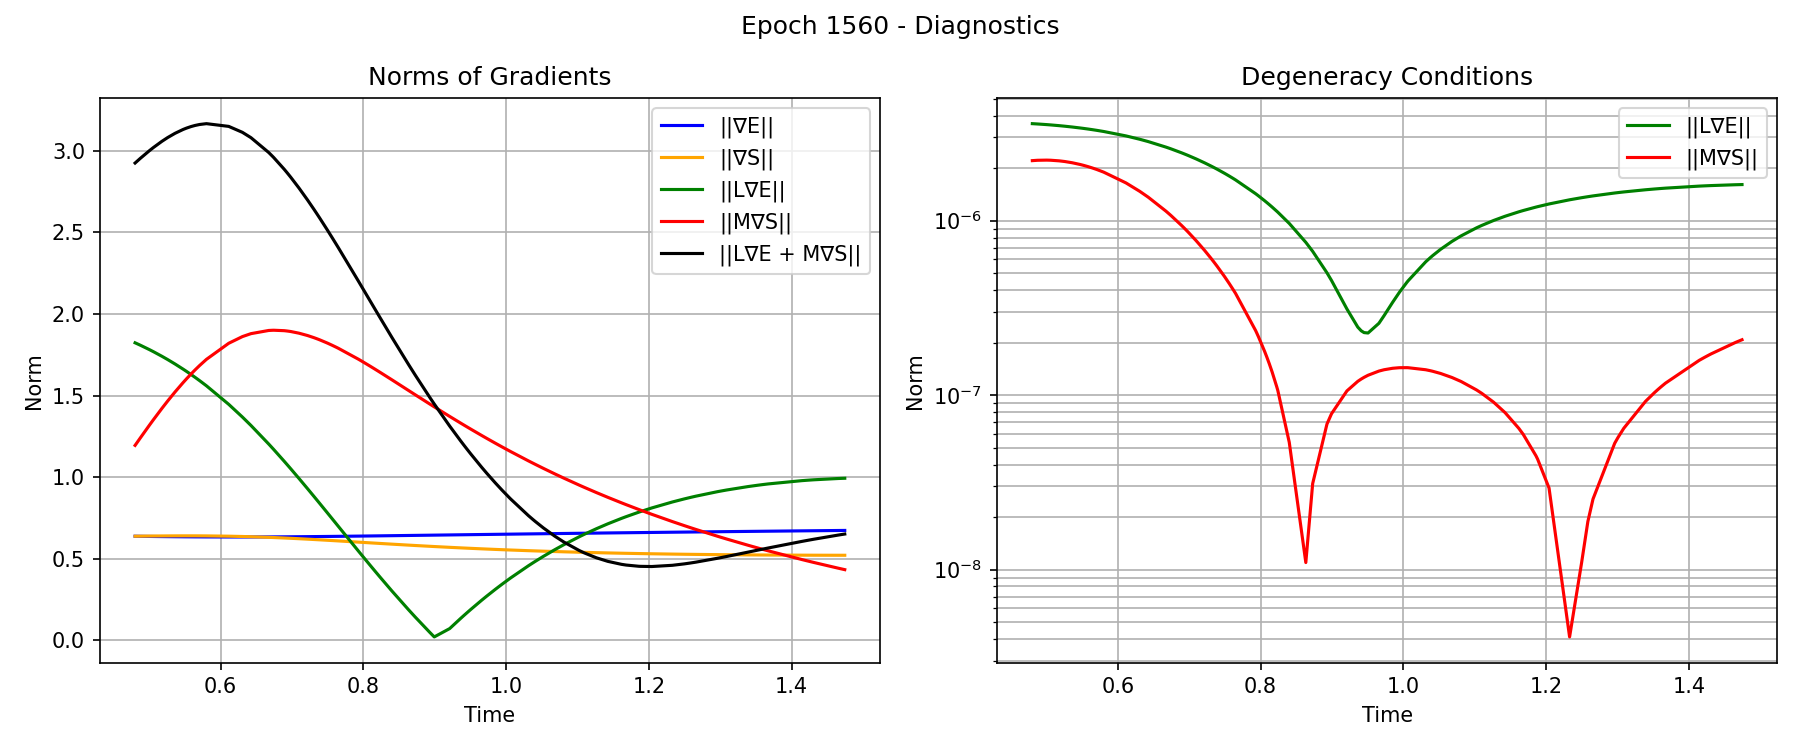 Epoch 1560 - Diagnostics
Norms of Gradients
Norm
3.0
2.5
2.0
1.5
1.0
0.5
0.0
0.6
0.8
1.0
1.2
1.4
Time
||∇E||
||∇S||
||L∇E||
||M∇S||
||L∇E + M∇S||
Degeneracy Conditions
Norm
10⁻⁶
10⁻⁷
10⁻⁸
0.6
0.8
1.0
1.2
1.4
Time
||L∇E||
||M∇S||